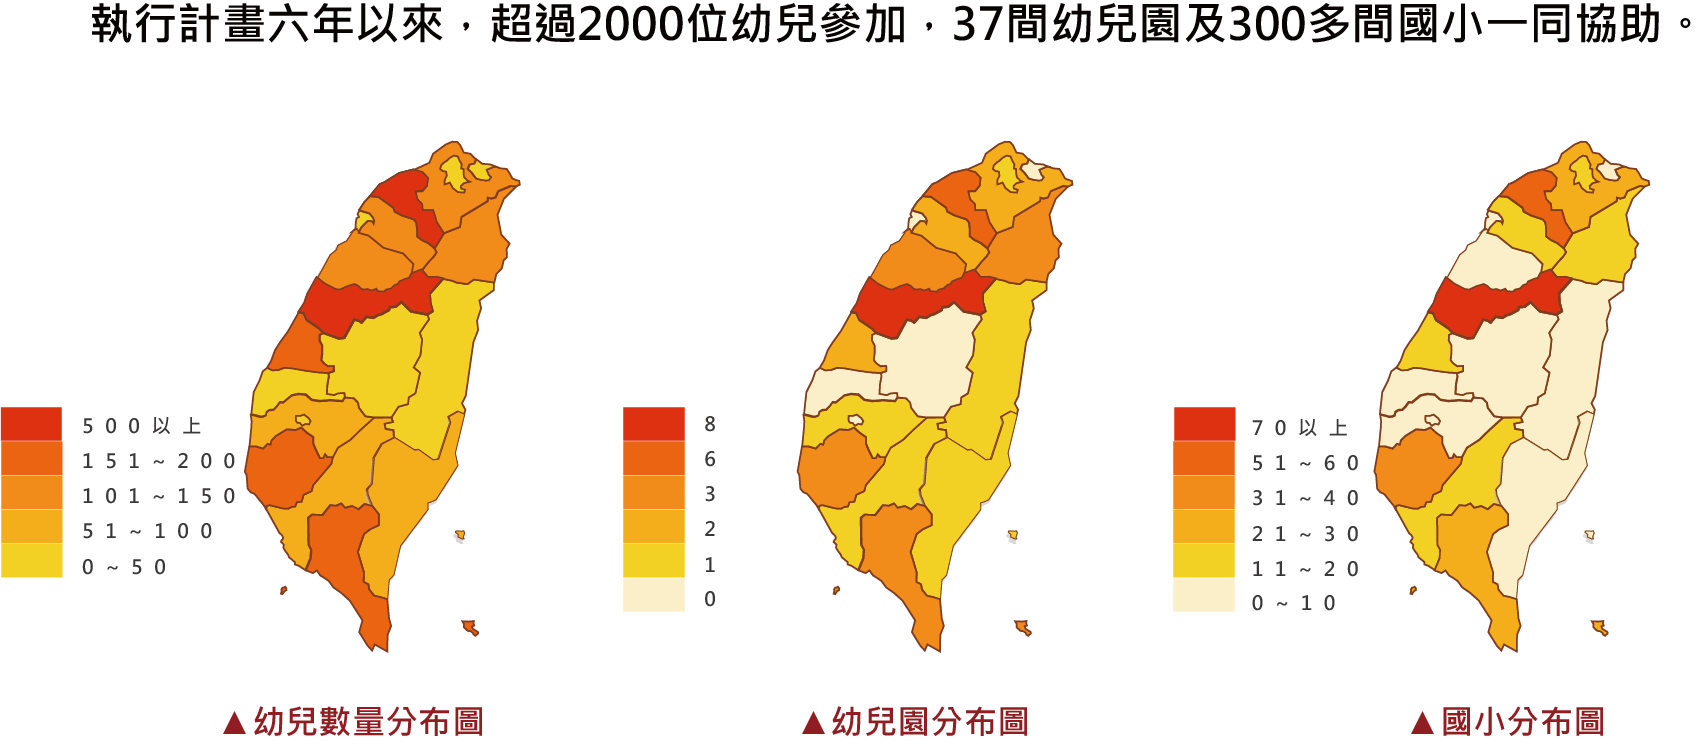 執行計畫六年以來，超過2000位幼兒參加，37間幼兒園及300多間國小一同協助。
500以上
151~200
101~150
51~100
0~50
▲幼兒數量分布圖
8
6
3
2
1
0
▲幼兒園分布圖
70以上
51~60
31~40
21~30
11~20
0~10
▲國小分布圖